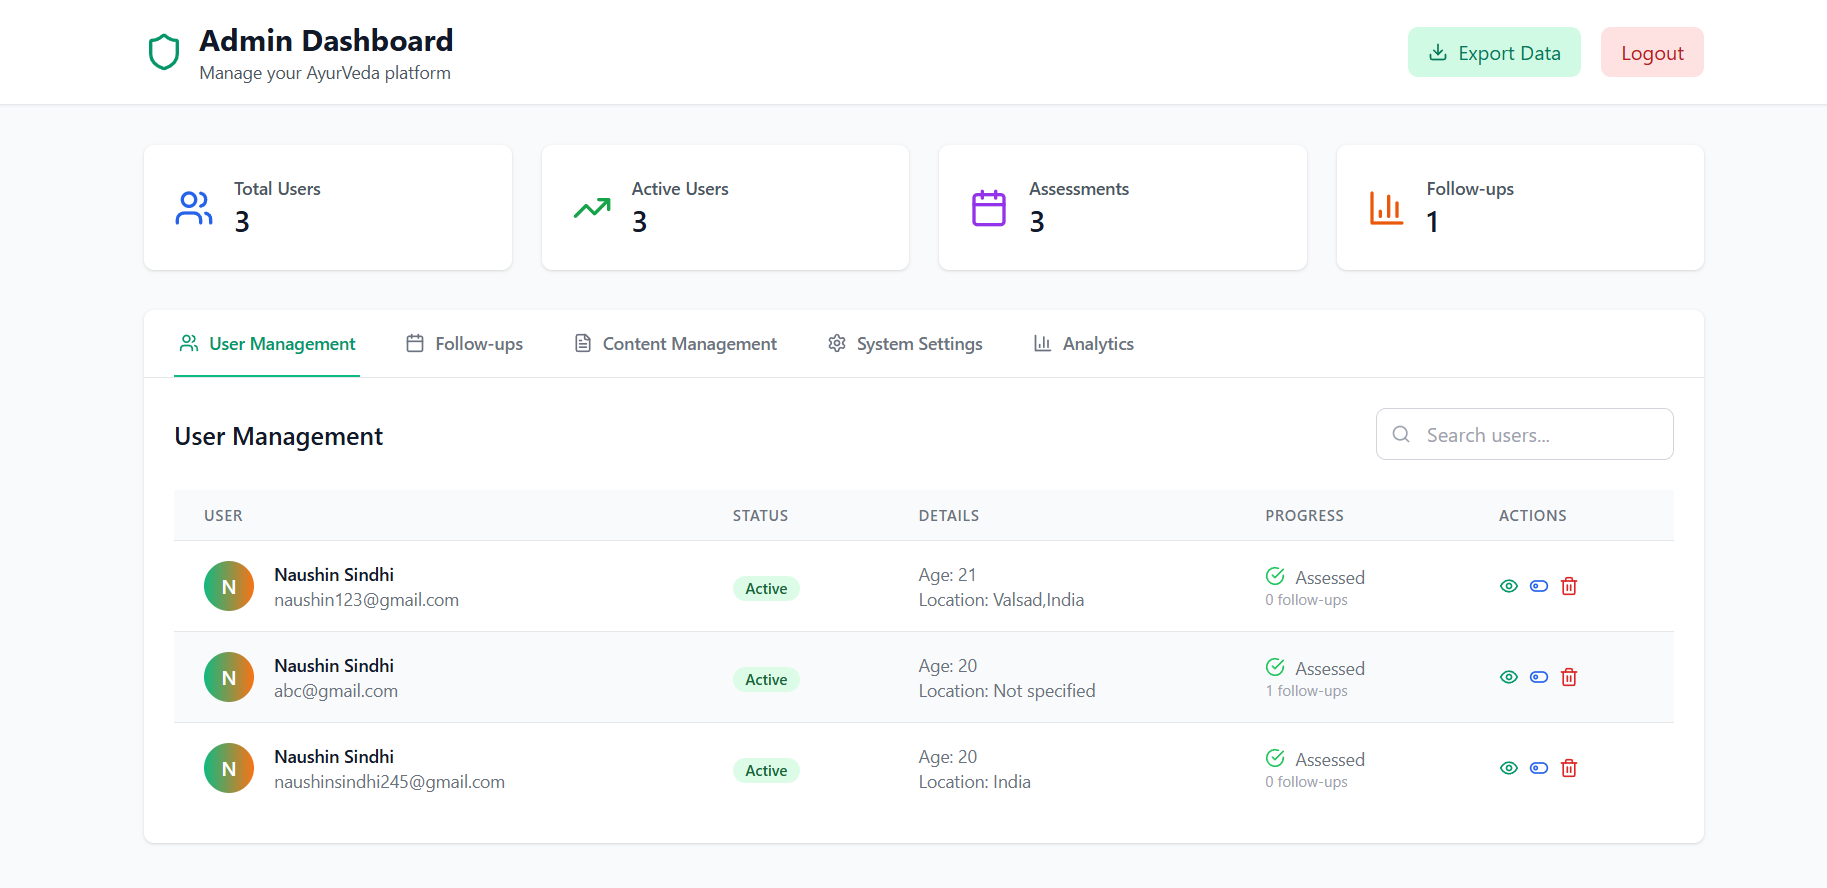 Admin Dashboard
Manage your AyurVeda platform
Export Data
Logout
Total Users
3
Active Users
3
Assessments
3
Follow-ups
1
User Management
Follow-ups
Content Management
System Settings
Analytics
User Management
Search users...
USER STATUS DETAILS PROGRESS ACTIONS
N
Naushin Sindhi
naushin123@gmail.com
Active
Age: 21
Location: Valsad,India
Assessed
0 follow-ups
N
Naushin Sindhi
abc@gmail.com
Active
Age: 20
Location: Not specified
Assessed
1 follow-ups
N
Naushin Sindhi
naushinsindhi245@gmail.com
Active
Age: 20
Location: India
Assessed
0 follow-ups